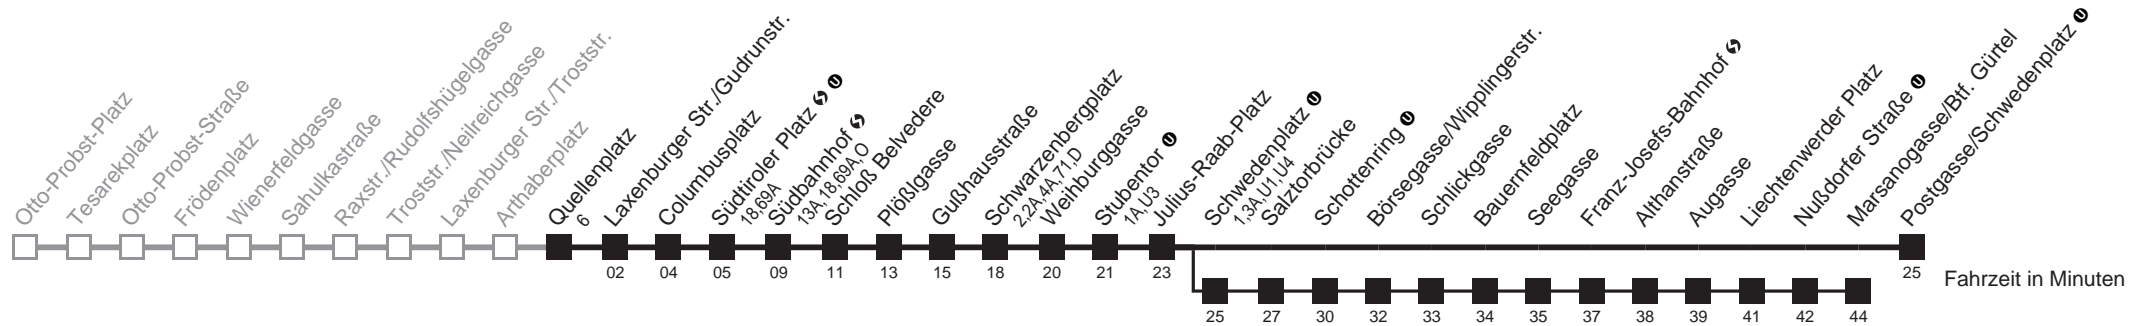 Otto-Probst-Platz
Tesarekplatz
Otto-Probst-Straße
Frödenplatz
Wienerfeldgasse
Sahulkastraße
Raxstr./Rudolfshügelgasse
Troststr./Neilreichgasse
Laxenburger Str./Troststr.
Arthaberplatz
Quellenplatz
6
Laxenburger Str./Gudrunstr.
Columbusplatz
Südtiroler Platz S U
18,69A
Südbahnhof S
13A,18,69A,O
Schloß Belvedere
Plößlgasse
Gußhausstraße
Schwarzenbergplatz
2,2A,4A,71,D
Weihburggasse
Stubentor U
1A,U3
Julius-Raab-Platz
Schwedenplatz U
1,3A,U1,U4
Salztorbrücke
Schottenring U
Börsegasse/Wipplingerstr.
Schlickgasse
Bauernfeldplatz
Seegasse
Franz-Josefs-Bahnhof S
Althanstraße
Augasse
Liechtenwerder Platz
Nußdorfer Straße U
Marsanogasse/Btf. Gürtel
Postgasse/Schwedenplatz U
02 04 05 09 11 13 15 18 20 21 23 25
Fahrzeit in Minuten
25 27 30 32 33 34 35 37 38 39 41 42 44